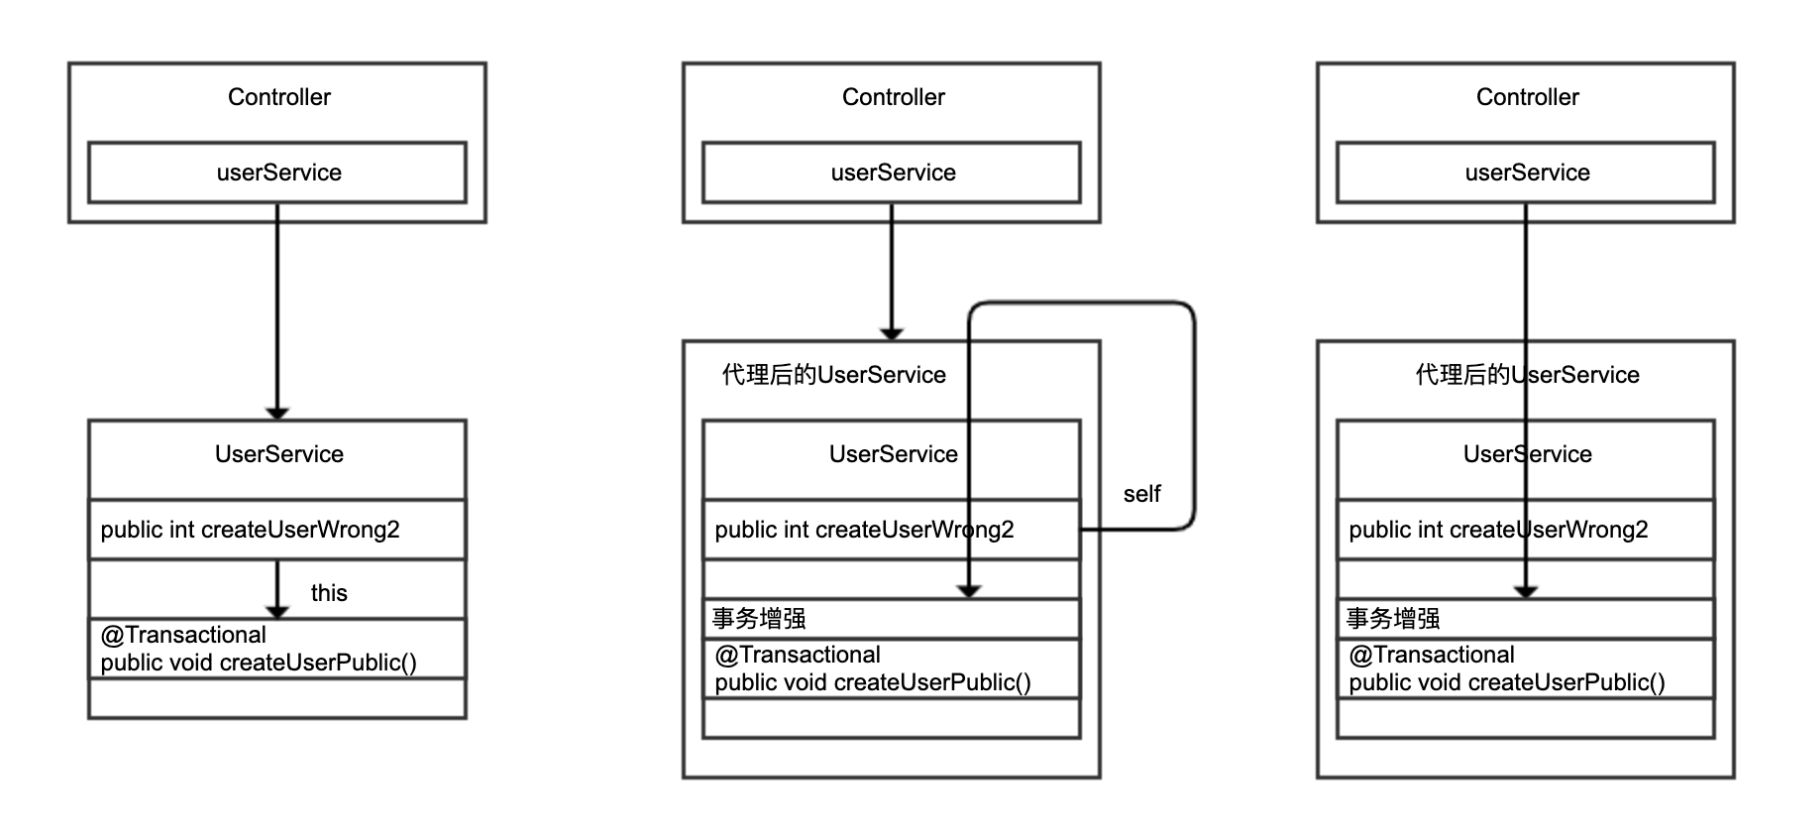 Controller
userService
UserService
public int createUserWrong2
this
@Transactional
public void createUserPublic()
Controller
userService
代理后的UserService
UserService
self
public int createUserWrong2
事务增强
@Transactional
public void createUserPublic()
Controller
userService
代理后的UserService
UserService
public int createUserWrong2
事务增强
@Transactional
public void createUserPublic()